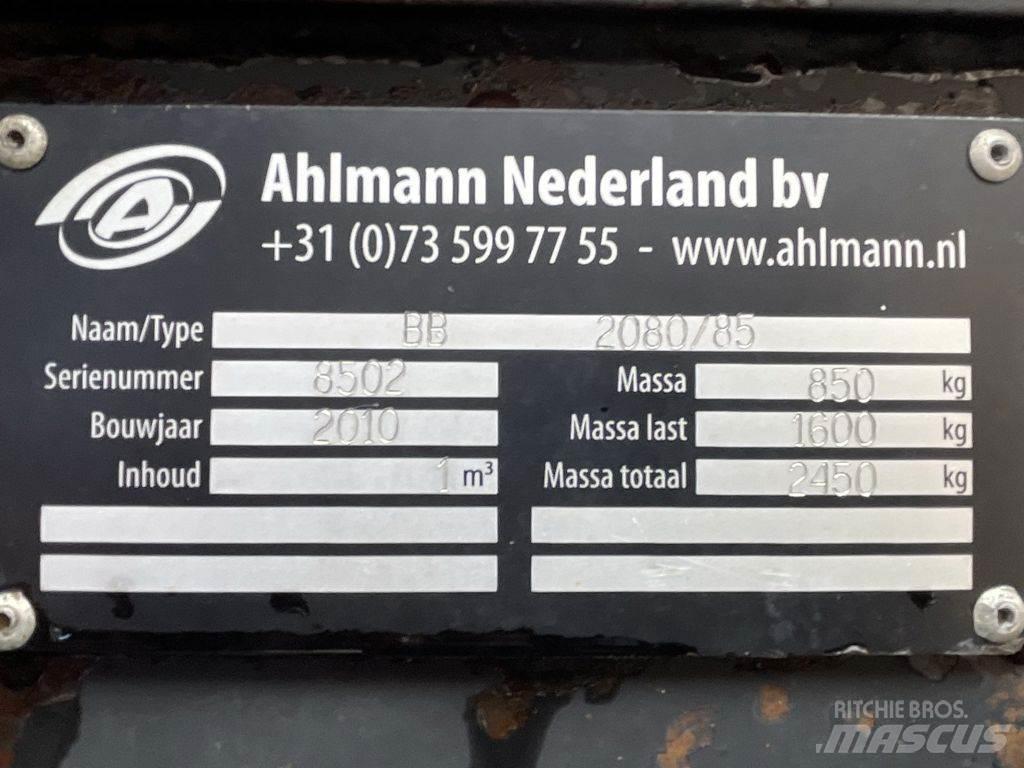 A
Ahlmann Nederland bv
+31 (0)73 599 77 55 - www.ahlmann.nl
Naam/Type BB 2080/85
Serienummer 8502 Massa 850 kg
Bouwjaar 2010 Massa last 1600 kg
Inhoud 1 m³ Massa totaal 2450 kg
RITCHIE BROS.
MASCUS